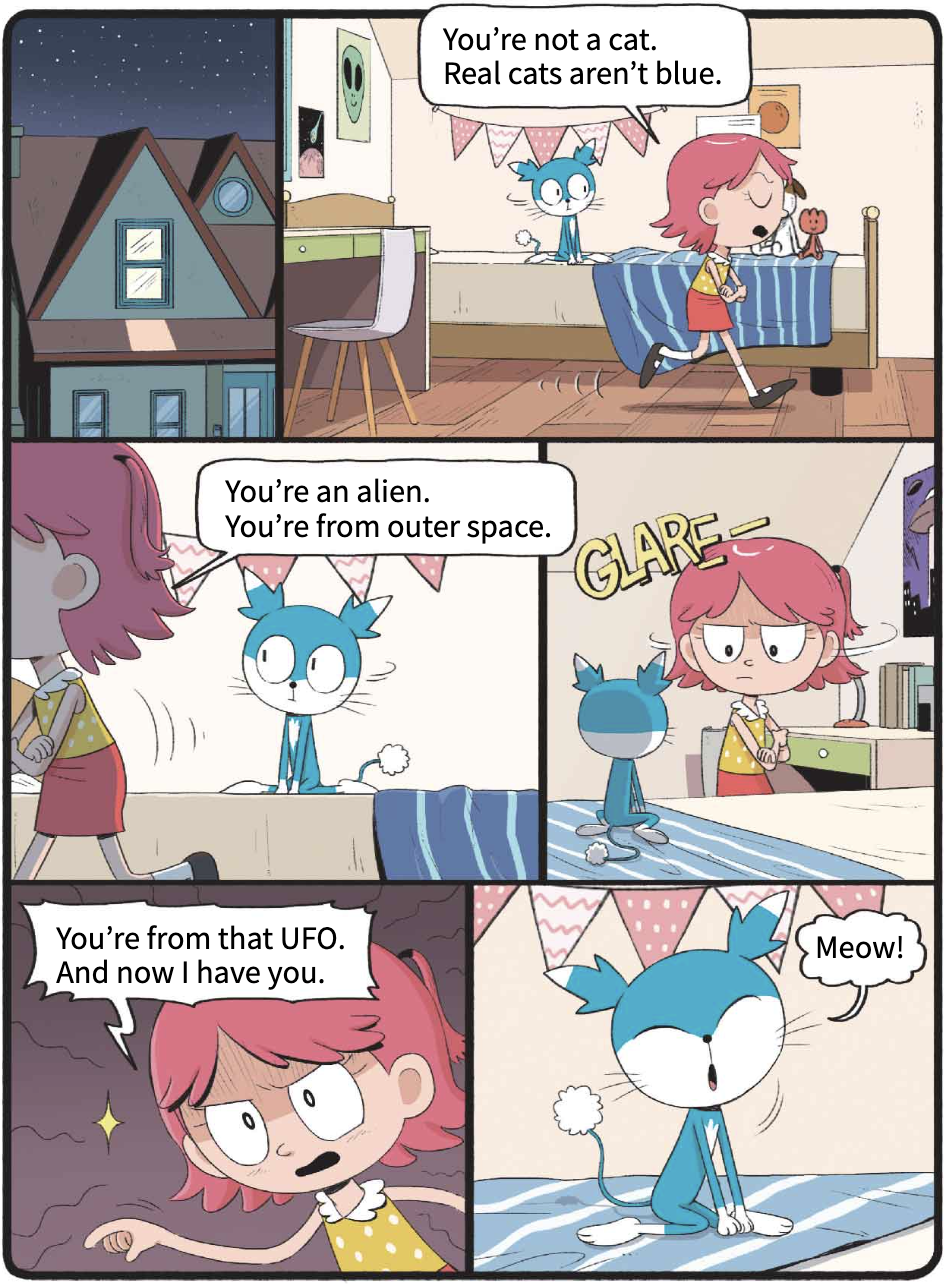 You’re not a cat.
Real cats aren’t blue.
You’re an alien.
You’re from outer space.
GLARE—
You’re from that UFO.
And now I have you.
Meow!